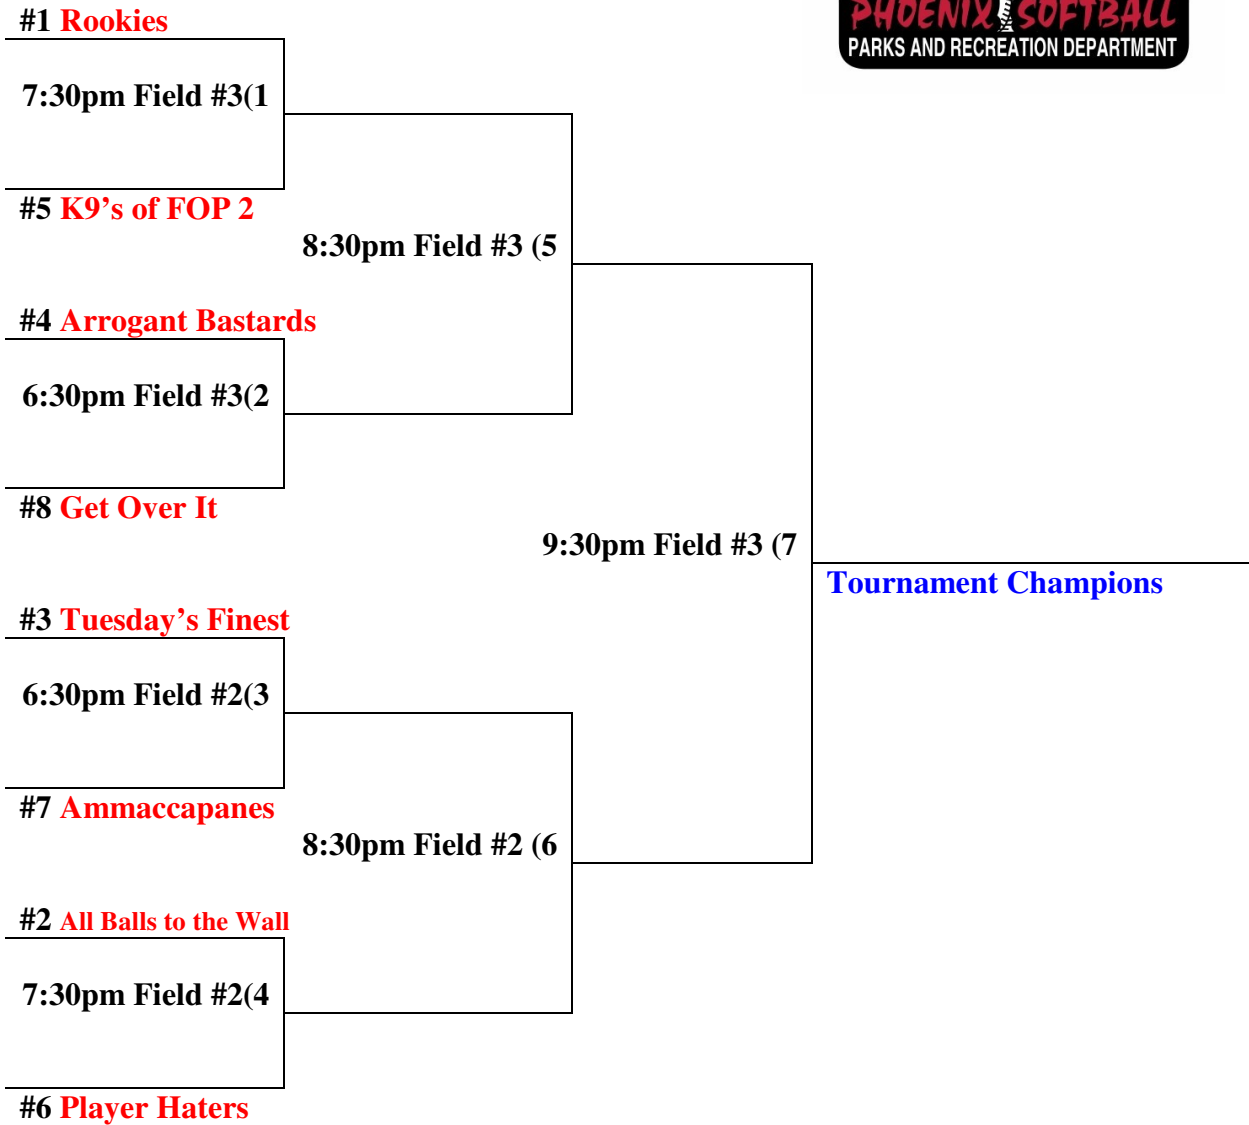 PHOENIX SOFTBALL
PARKS AND RECREATION DEPARTMENT
#1 Rookies
7:30pm Field #3(1
#5 K9’s of FOP 2
8:30pm Field #3 (5
#4 Arrogant Bastards
6:30pm Field #3(2
#8 Get Over It
9:30pm Field #3 (7
Tournament Champions
#3 Tuesday’s Finest
6:30pm Field #2(3
#7 Ammaccapanes
8:30pm Field #2 (6
#2 All Balls to the Wall
7:30pm Field #2(4
#6 Player Haters